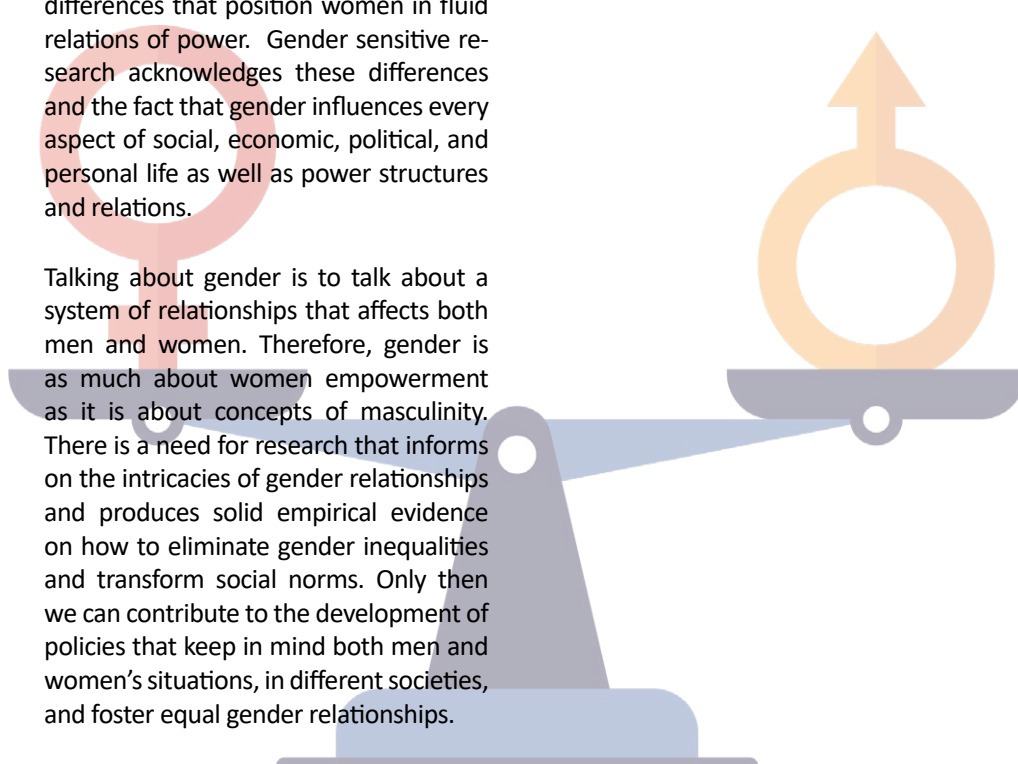 differences that position women in fluid
relations of power.  Gender sensitive re-
search acknowledges these differences
and the fact that gender influences every
aspect of social, economic, political, and
personal life as well as power structures
and relations.
Talking about gender is to talk about a
system of relationships that affects both
men and women. Therefore, gender is
as much about women empowerment
as it is about concepts of masculinity.
There is a need for research that informs
on the intricacies of gender relationships
and produces solid empirical evidence
on how to eliminate gender inequalities
and transform social norms. Only then
we can contribute to the development of
policies that keep in mind both men and
women’s situations, in different societies,
and foster equal gender relationships.